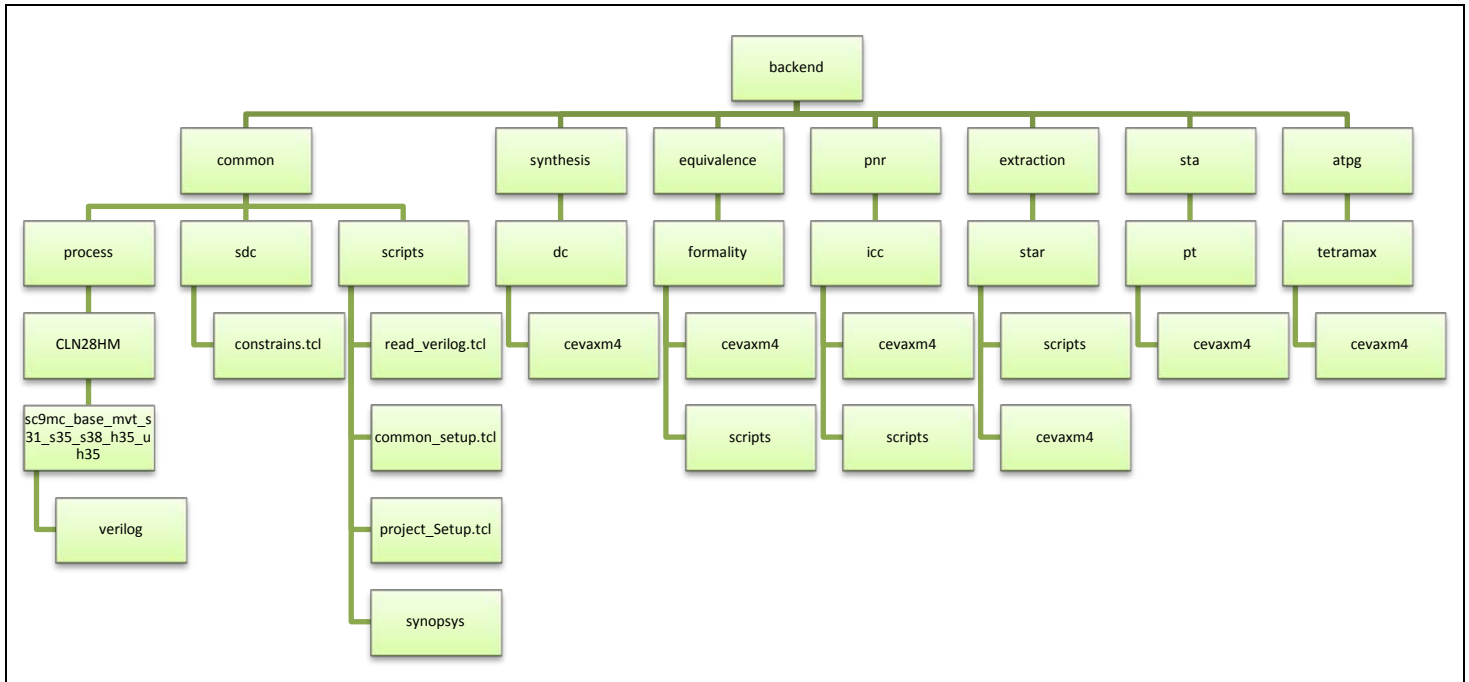 backend
common
synthesis
equivalence
pnr
extraction
sta
atpg
process
sdc
scripts
dc
formality
icc
star
pt
tetramax
CLN28HM
constrains.tcl
read_verilog.tcl
cevaxm4
cevaxm4
cevaxm4
scripts
cevaxm4
cevaxm4
sc9mc_base_mvt_s
31_s35_s38_h35_u
h35
common_setup.tcl
scripts
scripts
cevaxm4
verilog
project_Setup.tcl
synopsys